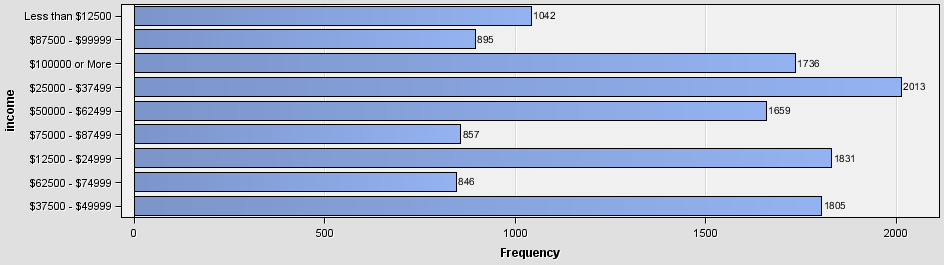 Less than $12500 1042
$87500 - $99999 895
$100000 or More 1736
$25000 - $37499 2013
$50000 - $62499 1659
$75000 - $87499 857
$12500 - $24999 1831
$62500 - $74999 846
$37500 - $49999 1805
income
0 500 1000 1500 2000
Frequency